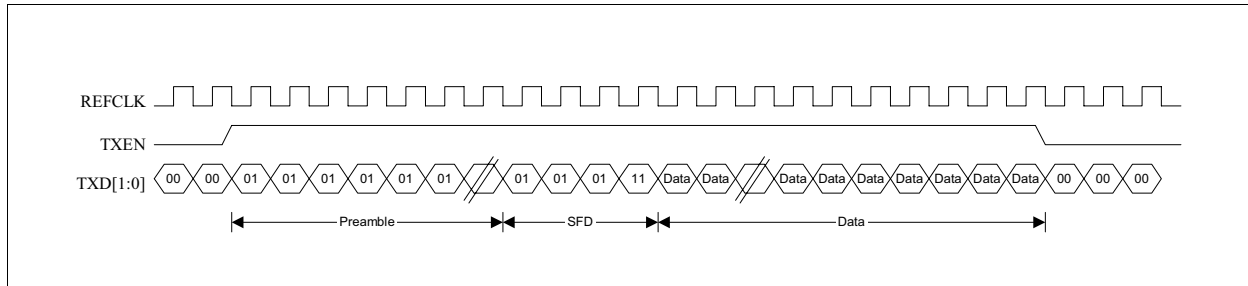 REFCLK
TXEN
TXD[1:0] 00 00 01 01 01 01 01 01 01 01 01 11 Data Data Data Data Data Data Data Data Data 00 00 00
Preamble SFD Data